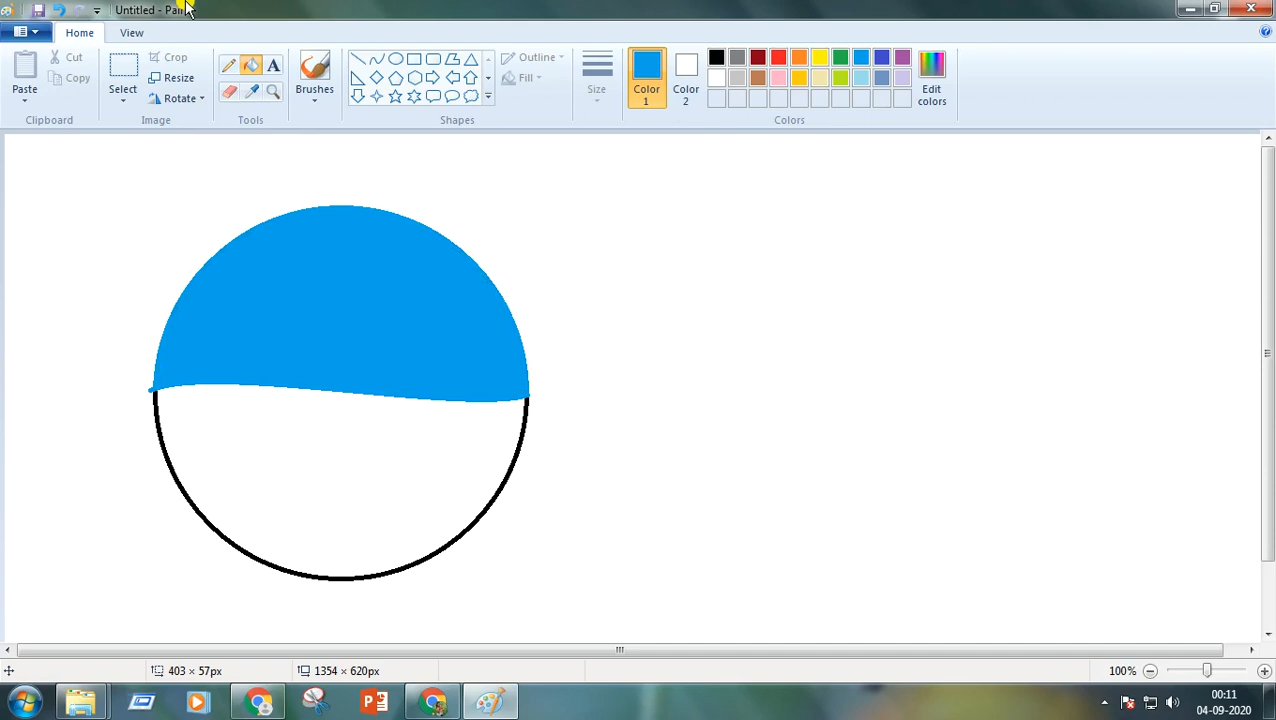 Untitled - Pain
Home
View
Paste
Cut
Copy
Clipboard
Select
Crop
Resize
Rotate
Image
Tools
Brushes
Shapes
Outline
Fill
Size
Color
1
Color
2
Edit
colors
Colors
403 × 57px
1354 × 620px
100%
00:11
04-09-2020